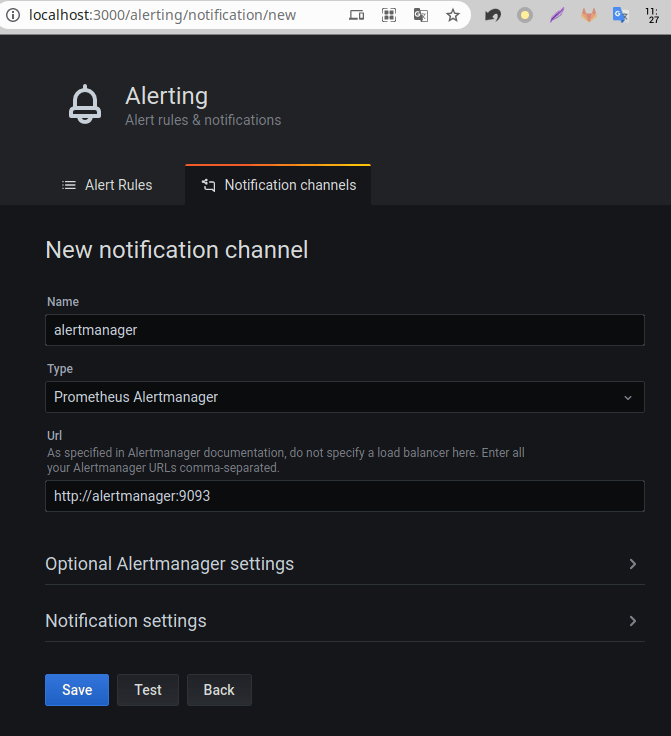 localhost:3000/alerting/notification/new
11:
27
Alerting
Alert rules & notifications
Alert Rules
Notification channels
New notification channel
Name
alertmanager
Type
Prometheus Alertmanager
Url
As specified in Alertmanager documentation, do not specify a load balancer here. Enter all
your Alertmanager URLs comma-separated.
http://alertmanager:9093
Optional Alertmanager settings
Notification settings
Save
Test
Back